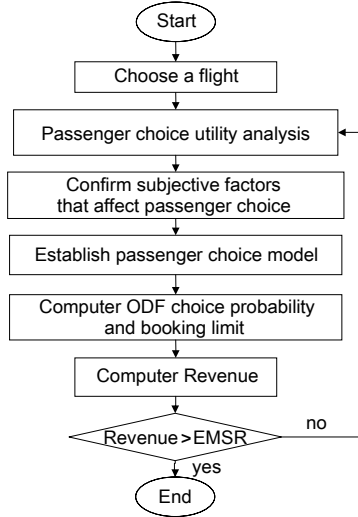 Start
Choose a flight
Passenger choice utility analysis
Confirm subjective factors
that affect passenger choice
Establish passenger choice model
Computer ODF choice probability
and booking limit
Computer Revenue
Revenue>EMSR
no
yes
End